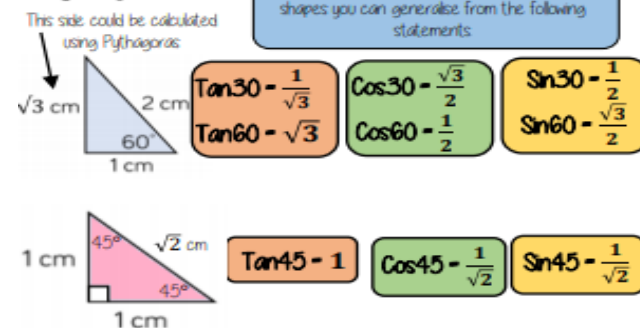 This side could be calculated
using Pythagoras
shapes you can generalise from the following
statements
√3 cm
2 cm
60°
1 cm
Tan30 = 1/√3
Tan60 = √3
Cos30 = √3/2
Cos60 = 1/2
Sin30 = 1/2
Sin60 = √3/2
1 cm
45°
√2 cm
45°
1 cm
Tan45 = 1
Cos45 = 1/√2
Sin45 = 1/√2